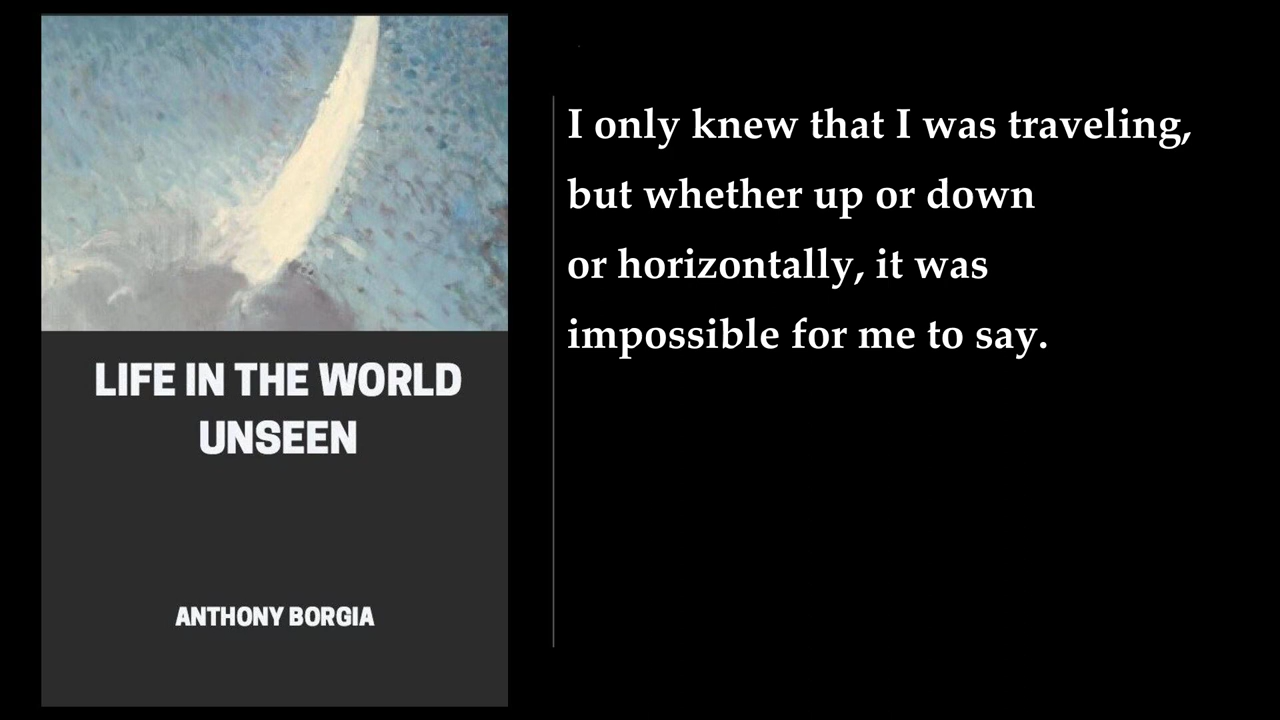 LIFE IN THE WORLD
UNSEEN
ANTHONY BORGIA
I only knew that I was traveling,
but whether up or down
or horizontally, it was
impossible for me to say.